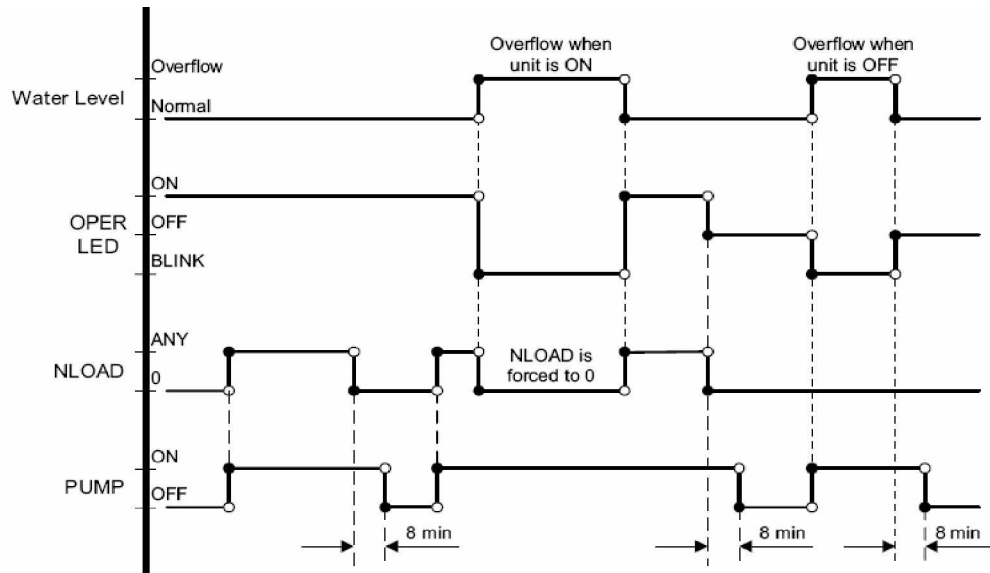 Overflow when
unit is ON
Overflow when
unit is OFF
Water Level
Overflow
Normal
OPER
LED
ON
OFF
BLINK
NLOAD
ANY
0
NLOAD is
forced to 0
PUMP
ON
OFF
8 min
8 min
8 min